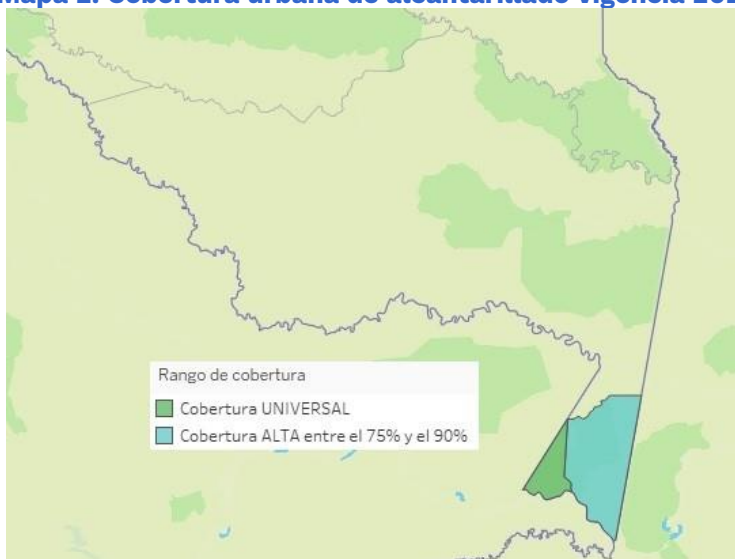 Mapa 2. Cobertura urbana de alcantarillado vigencia
Rango de cobertura
Cobertura UNIVERSAL
Cobertura ALTA entre el 75% y el 90%